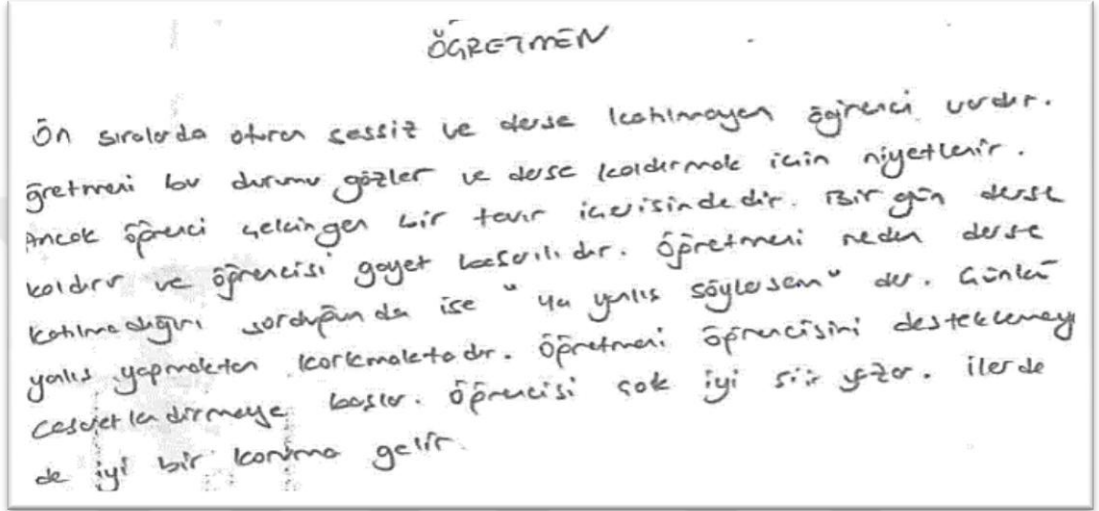 ÖĞRETMEN
Ön sıralarda oturan sessiz ve derse katılmayan öğrenci vardır.
ğretmeni bu durumu gözler ve derse kaldırmak için niyetlenir.
Ancak öğrenci çekingen bir tavır içerisindedir. Bir gün derse
kaldırır ve öğrencisi gayet başarılıdır. Öğretmeni neden derse
katılmadığını sorduğunda ise "ya yanlış söylersem" der. Çünkü
yanlış yapmaktan korkmaktadır. Öğretmeni öğrencisini desteklemeye
cesaretlendirmeye başlar. Öğrencisi çok iyi şiir yazar. İlerde
de iyi bir konuma gelir.